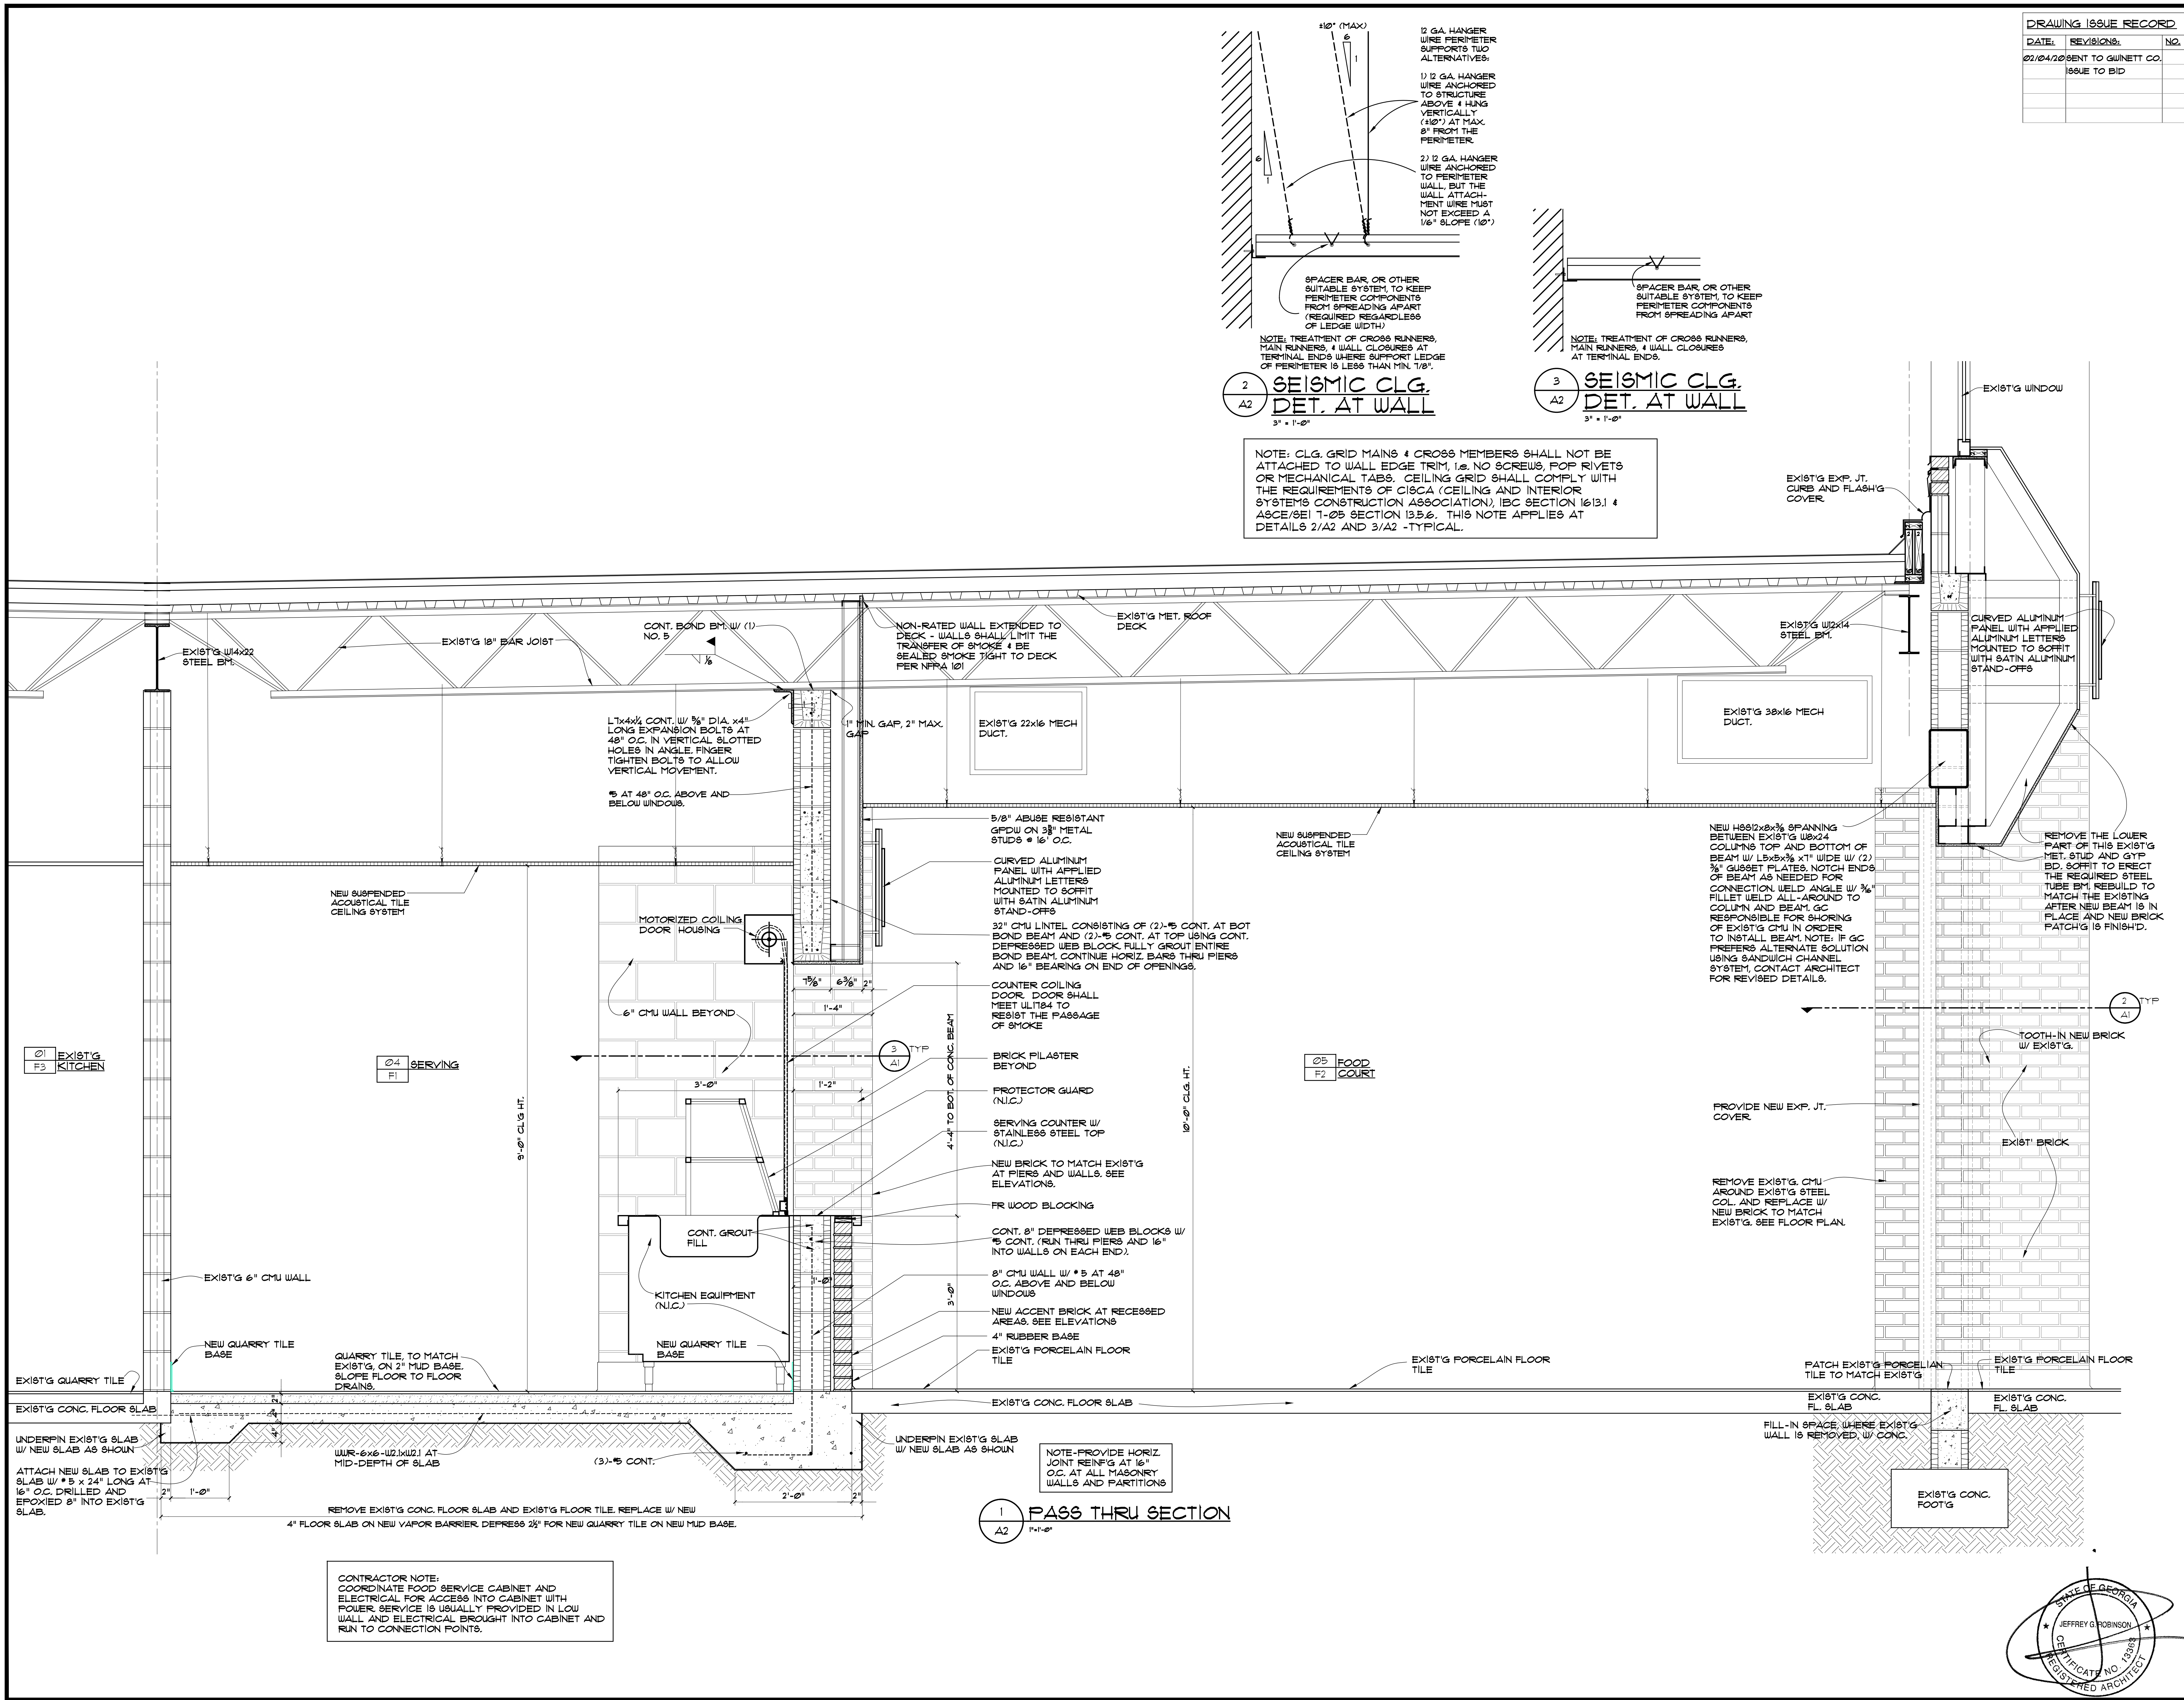 DRAWING ISSUE RECORD
DATE: REVISIONS: NO.
02/04/20 SENT TO GWINETT CO.
ISSUE TO BID
±10° (MAX)
6
1
6
1
12 GA. HANGER
WIRE PERIMETER
SUPPORTS TWO
ALTERNATIVES:
1) 12 GA. HANGER
WIRE ANCHORED
TO STRUCTURE
ABOVE & HUNG
VERTICALLY
(±10°) AT MAX.
8" FROM THE
PERIMETER.
2) 12 GA. HANGER
WIRE ANCHORED
TO PERIMETER
WALL, BUT THE
WALL ATTACH-
MENT WIRE MUST
NOT EXCEED A
1/6" SLOPE (10°)
SPACER BAR, OR OTHER
SUITABLE SYSTEM, TO KEEP
PERIMETER COMPONENTS
FROM SPREADING APART
(REQUIRED REGARDLESS
OF LEDGE WIDTH)
NOTE: TREATMENT OF CROSS RUNNERS,
MAIN RUNNERS, & WALL CLOSURES AT
TERMINAL ENDS WHERE SUPPORT LEDGE
OF PERIMETER IS LESS THAN MIN. 7/8".
2
A2
SEISMIC CLG.
DET. AT WALL
3" = 1'-0"
SPACER BAR, OR OTHER
SUITABLE SYSTEM, TO KEEP
PERIMETER COMPONENTS
FROM SPREADING APART
NOTE: TREATMENT OF CROSS RUNNERS,
MAIN RUNNERS, & WALL CLOSURES
AT TERMINAL ENDS.
3
A2
SEISMIC CLG.
DET. AT WALL
3" = 1'-0"
NOTE: CLG. GRID MAINS & CROSS MEMBERS SHALL NOT BE
ATTACHED TO WALL EDGE TRIM, i.e. NO SCREWS, POP RIVETS
OR MECHANICAL TABS. CEILING GRID SHALL COMPLY WITH
THE REQUIREMENTS OF CISCA (CEILING AND INTERIOR
SYSTEMS CONSTRUCTION ASSOCIATION), IBC SECTION 1613.1 &
ASCE/SEI 7-05 SECTION 13.5.6. THIS NOTE APPLIES AT
DETAILS 2/A2 AND 3/A2 -TYPICAL.
EXIST'G WINDOW
EXIST'G EXP. JT.
CURB AND FLASH'G
COVER.
EXIST'G W14x22
STEEL BM.
EXIST'G 18" BAR JOIST
CONT. BOND BM. W/ (1)
NO. 5
1/8
NON-RATED WALL EXTENDED TO
DECK - WALLS SHALL LIMIT THE
TRANSFER OF SMOKE & BE
SEALED SMOKE TIGHT TO DECK
PER NFPA 101
EXIST'G MET. ROOF
DECK
EXIST'G W12x14
STEEL BM.
CURVED ALUMINUM
PANEL WITH APPLIED
ALUMINUM LETTERS
MOUNTED TO SOFFIT
WITH SATIN ALUMINUM
STAND-OFFS
L7x4x¼ CONT. W/ ⅝" DIA. x4"
LONG EXPANSION BOLTS AT
48" O.C. IN VERTICAL SLOTTED
HOLES IN ANGLE. FINGER
TIGHTEN BOLTS TO ALLOW
VERTICAL MOVEMENT.
1" MIN. GAP, 2" MAX.
GAP
EXIST'G 22x16 MECH
DUCT.
EXIST'G 38x16 MECH
DUCT.
#5 AT 48" O.C. ABOVE AND
BELOW WINDOWS.
5/8" ABUSE RESISTANT
GPDW ON 3⅝" METAL
STUDS @ 16' O.C.
NEW SUSPENDED
ACOUSTICAL TILE
CEILING SYSTEM
NEW SUSPENDED
ACOUSTICAL TILE
CEILING SYSTEM
CURVED ALUMINUM
PANEL WITH APPLIED
ALUMINUM LETTERS
MOUNTED TO SOFFIT
WITH SATIN ALUMINUM
STAND-OFFS
MOTORIZED COILING
DOOR HOUSING
32" CMU LINTEL CONSISTING OF (2)-#5 CONT. AT BOT
BOND BEAM AND (2)-#5 CONT. AT TOP USING CONT.
DEPRESSED WEB BLOCK. FULLY GROUT ENTIRE
BOND BEAM. CONTINUE HORIZ. BARS THRU PIERS
AND 16" BEARING ON END OF OPENINGS.
7⅝" 6⅜" 2"
1'-4"
COUNTER COILING
DOOR. DOOR SHALL
MEET UL1784 TO
RESIST THE PASSAGE
OF SMOKE
6" CMU WALL BEYOND
3
A1
TYP
BRICK PILASTER
BEYOND
3'-0" 1'-2"
PROTECTOR GUARD
(N.I.C.)
4'-4" TO BOT. OF CONC. BEAM
SERVING COUNTER W/
STAINLESS STEEL TOP
(N.I.C.)
NEW BRICK TO MATCH EXIST'G
AT PIERS AND WALLS. SEE
ELEVATIONS.
FR WOOD BLOCKING
CONT. GROUT
FILL
CONT. 8" DEPRESSED WEB BLOCKS W/
#5 CONT. (RUN THRU PIERS AND 16"
INTO WALLS ON EACH END).
1'-0"
8" CMU WALL W/ # 5 AT 48"
O.C. ABOVE AND BELOW
WINDOWS
3'-0"
KITCHEN EQUIPMENT
(N.I.C.)
NEW ACCENT BRICK AT RECESSED
AREAS. SEE ELEVATIONS
4" RUBBER BASE
EXIST'G PORCELAIN FLOOR
TILE
01
F3
EXIST'G
KITCHEN
04
F1
SERVING
9'-0" CL'G HT.
10'-0" CLG. HT.
05
F2
FOOD
COURT
NEW HSS12x8x3/16 SPANNING
BETWEEN EXIST'G W8x24
COLUMNS TOP AND BOTTOM OF
BEAM W/ L5x5x3/16 x7" WIDE W/ (2)
3/8" GUSSET PLATES. NOTCH ENDS
OF BEAM AS NEEDED FOR
CONNECTION. WELD ANGLE W/ 3/16"
FILLET WELD ALL-AROUND TO
COLUMN AND BEAM. GC
RESPONSIBLE FOR SHORING
OF EXIST'G CMU IN ORDER
TO INSTALL BEAM. NOTE: IF GC
PREFERS ALTERNATE SOLUTION
USING SANDWICH CHANNEL
SYSTEM, CONTACT ARCHITECT
FOR REVISED DETAILS.
REMOVE THE LOWER
PART OF THIS EXIST'G
MET. STUD AND GYP
BD. SOFFIT TO ERECT
THE REQUIRED STEEL
TUBE BM. REBUILD TO
MATCH THE EXISTING
AFTER NEW BEAM IS IN
PLACE AND NEW BRICK
PATCH'G IS FINISH'D.
2
A1
TYP
TOOTH-IN NEW BRICK
W/ EXIST'G.
PROVIDE NEW EXP. JT.
COVER.
EXIST' BRICK
REMOVE EXIST'G. CMU
AROUND EXIST'G STEEL
COL. AND REPLACE W/
NEW BRICK TO MATCH
EXIST'G. SEE FLOOR PLAN.
EXIST'G 6" CMU WALL
NEW QUARRY TILE
BASE
NEW QUARRY TILE
BASE
QUARRY TILE, TO MATCH
EXIST'G, ON 2" MUD BASE.
SLOPE FLOOR TO FLOOR
DRAINS.
EXIST'G QUARRY TILE
EXIST'G CONC. FLOOR SLAB
2"
2"
4"
EXIST'G PORCELAIN FLOOR
TILE
EXIST'G CONC. FLOOR SLAB
PATCH EXIST'G PORCELIAN
TILE TO MATCH EXIST'G
EXIST'G PORCELAIN FLOOR
TILE
EXIST'G CONC.
FL. SLAB
EXIST'G CONC.
FL. SLAB
FILL-IN SPACE, WHERE EXIST'G
WALL IS REMOVED, W/ CONC.
UNDERPIN EXIST'G SLAB
W/ NEW SLAB AS SHOWN
WWR-6x6-W2.1xW2.1 AT
MID-DEPTH OF SLAB
(3)-#5 CONT.
UNDERPIN EXIST'G SLAB
W/ NEW SLAB AS SHOWN
ATTACH NEW SLAB TO EXIST'G
SLAB W/ # 5 x 24" LONG AT
16" O.C. DRILLED AND
EPOXIED 8" INTO EXIST'G
SLAB.
2" 1'-0"
2'-0" 2"
NOTE-PROVIDE HORIZ.
JOINT REINF'G AT 16"
O.C. AT ALL MASONRY
WALLS AND PARTITIONS
EXIST'G CONC.
FOOT'G
REMOVE EXIST'G CONC. FLOOR SLAB AND EXIST'G FLOOR TILE. REPLACE W/ NEW
4" FLOOR SLAB ON NEW VAPOR BARRIER. DEPRESS 2½" FOR NEW QUARRY TILE ON NEW MUD BASE.
1
A2
PASS THRU SECTION
1"=1'-0"
CONTRACTOR NOTE:
COORDINATE FOOD SERVICE CABINET AND
ELECTRICAL FOR ACCESS INTO CABINET WITH
POWER. SERVICE IS USUALLY PROVIDED IN LOW
WALL AND ELECTRICAL BROUGHT INTO CABINET AND
RUN TO CONNECTION POINTS.
STATE OF GEORGIA
JEFFREY G. ROBINSON
CERTIFICATE NO. 13363
REGISTERED ARCHITECT